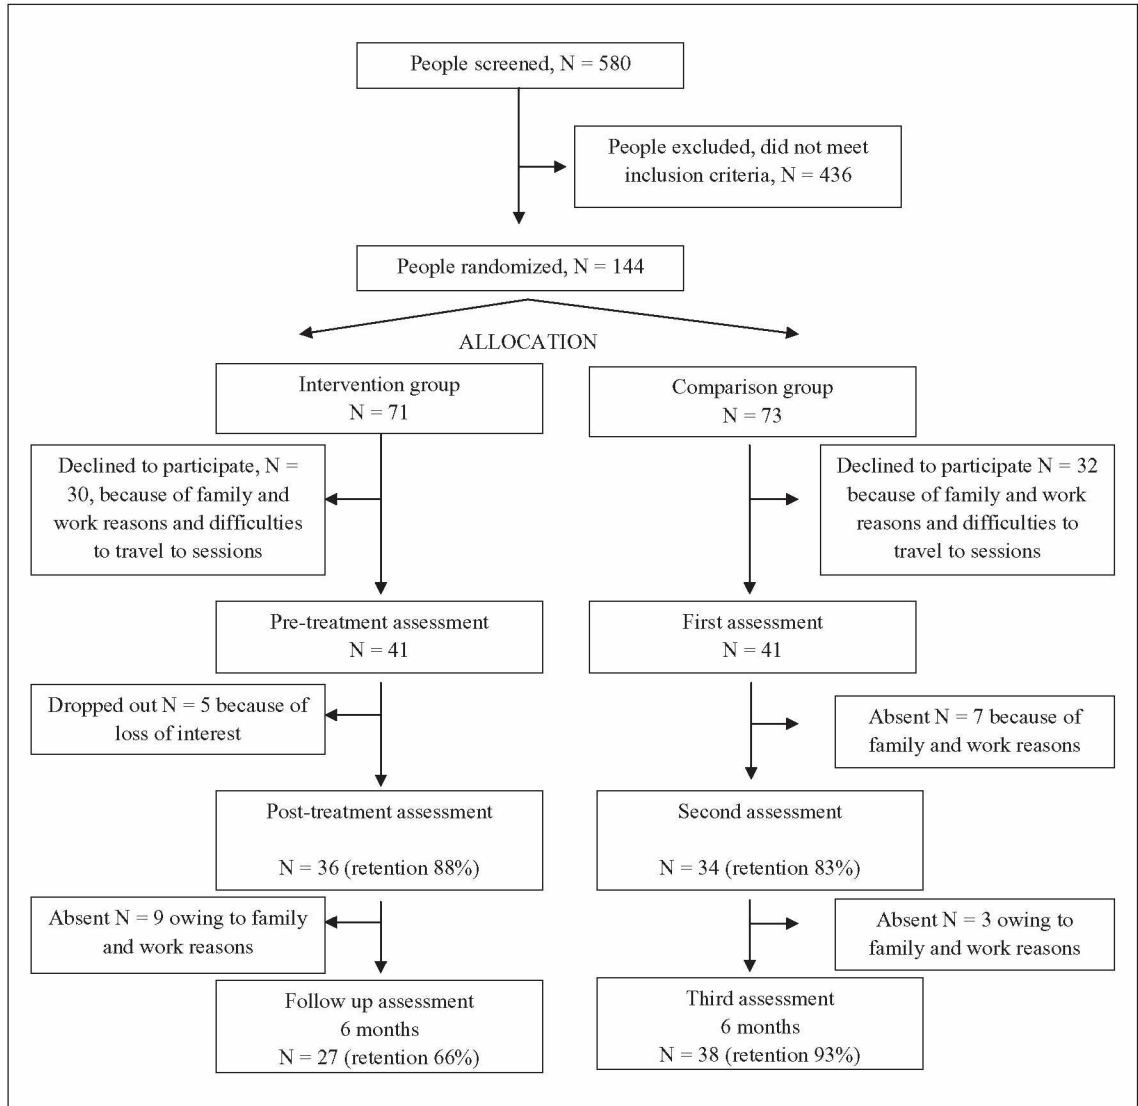 People screened, N = 580
People excluded, did not meet
inclusion criteria, N = 436
People randomized, N = 144
ALLOCATION
Intervention group
N = 71
Comparison group
N = 73
Declined to participate, N =
30, because of family and
work reasons and difficulties
to travel to sessions
Declined to participate N = 32
because of family and work
reasons and difficulties to
travel to sessions
Pre-treatment assessment
N = 41
First assessment
N = 41
Dropped out N = 5 because of
loss of interest
Absent N = 7 because of
family and work reasons
Post-treatment assessment
N = 36 (retention 88%)
Second assessment
N = 34 (retention 83%)
Absent N = 9 owing to family
and work reasons
Absent N = 3 owing to
family and work reasons
Follow up assessment
6 months
N = 27 (retention 66%)
Third assessment
6 months
N = 38 (retention 93%)